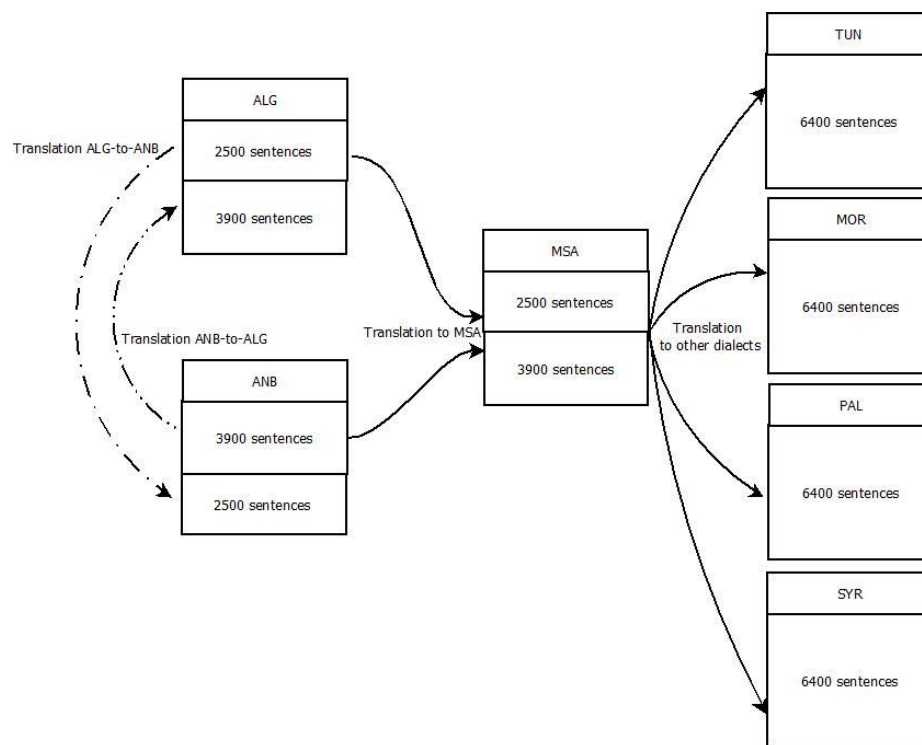 ALG
2500 sentences
3900 sentences
Translation ALG-to-ANB
Translation ANB-to-ALG
ANB
3900 sentences
2500 sentences
Translation to MSA
MSA
2500 sentences
3900 sentences
Translation
to other dialects
TUN
6400 sentences
MOR
6400 sentences
PAL
6400 sentences
SYR
6400 sentences